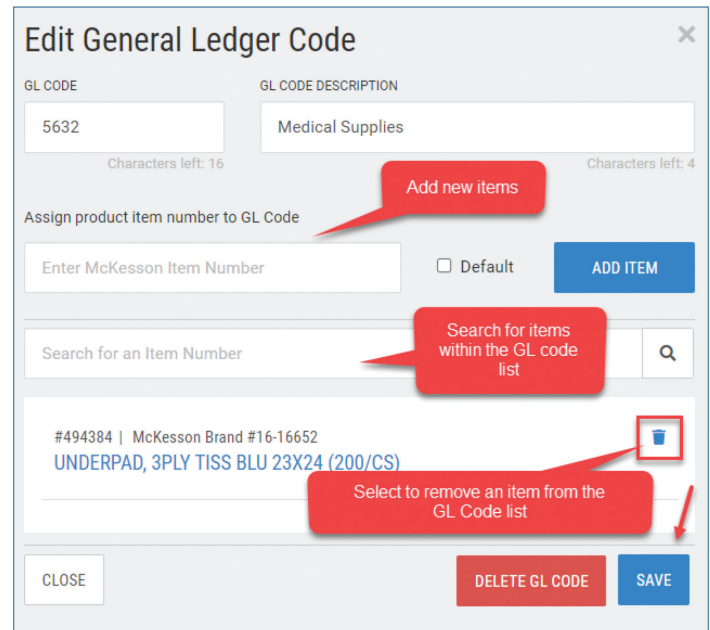 Edit General Ledger Code
×
GL CODE
GL CODE DESCRIPTION
5632
Medical Supplies
Characters left: 16
Characters left: 4
Add new items
Assign product item number to GL Code
Enter McKesson Item Number
Default
ADD ITEM
Search for items
within the GL code
list
Search for an Item Number
#494384 | McKesson Brand #16-16652
UNDERPAD, 3PLY TISS BLU 23X24 (200/CS)
Select to remove an item from the
GL Code list
CLOSE
DELETE GL CODE
SAVE